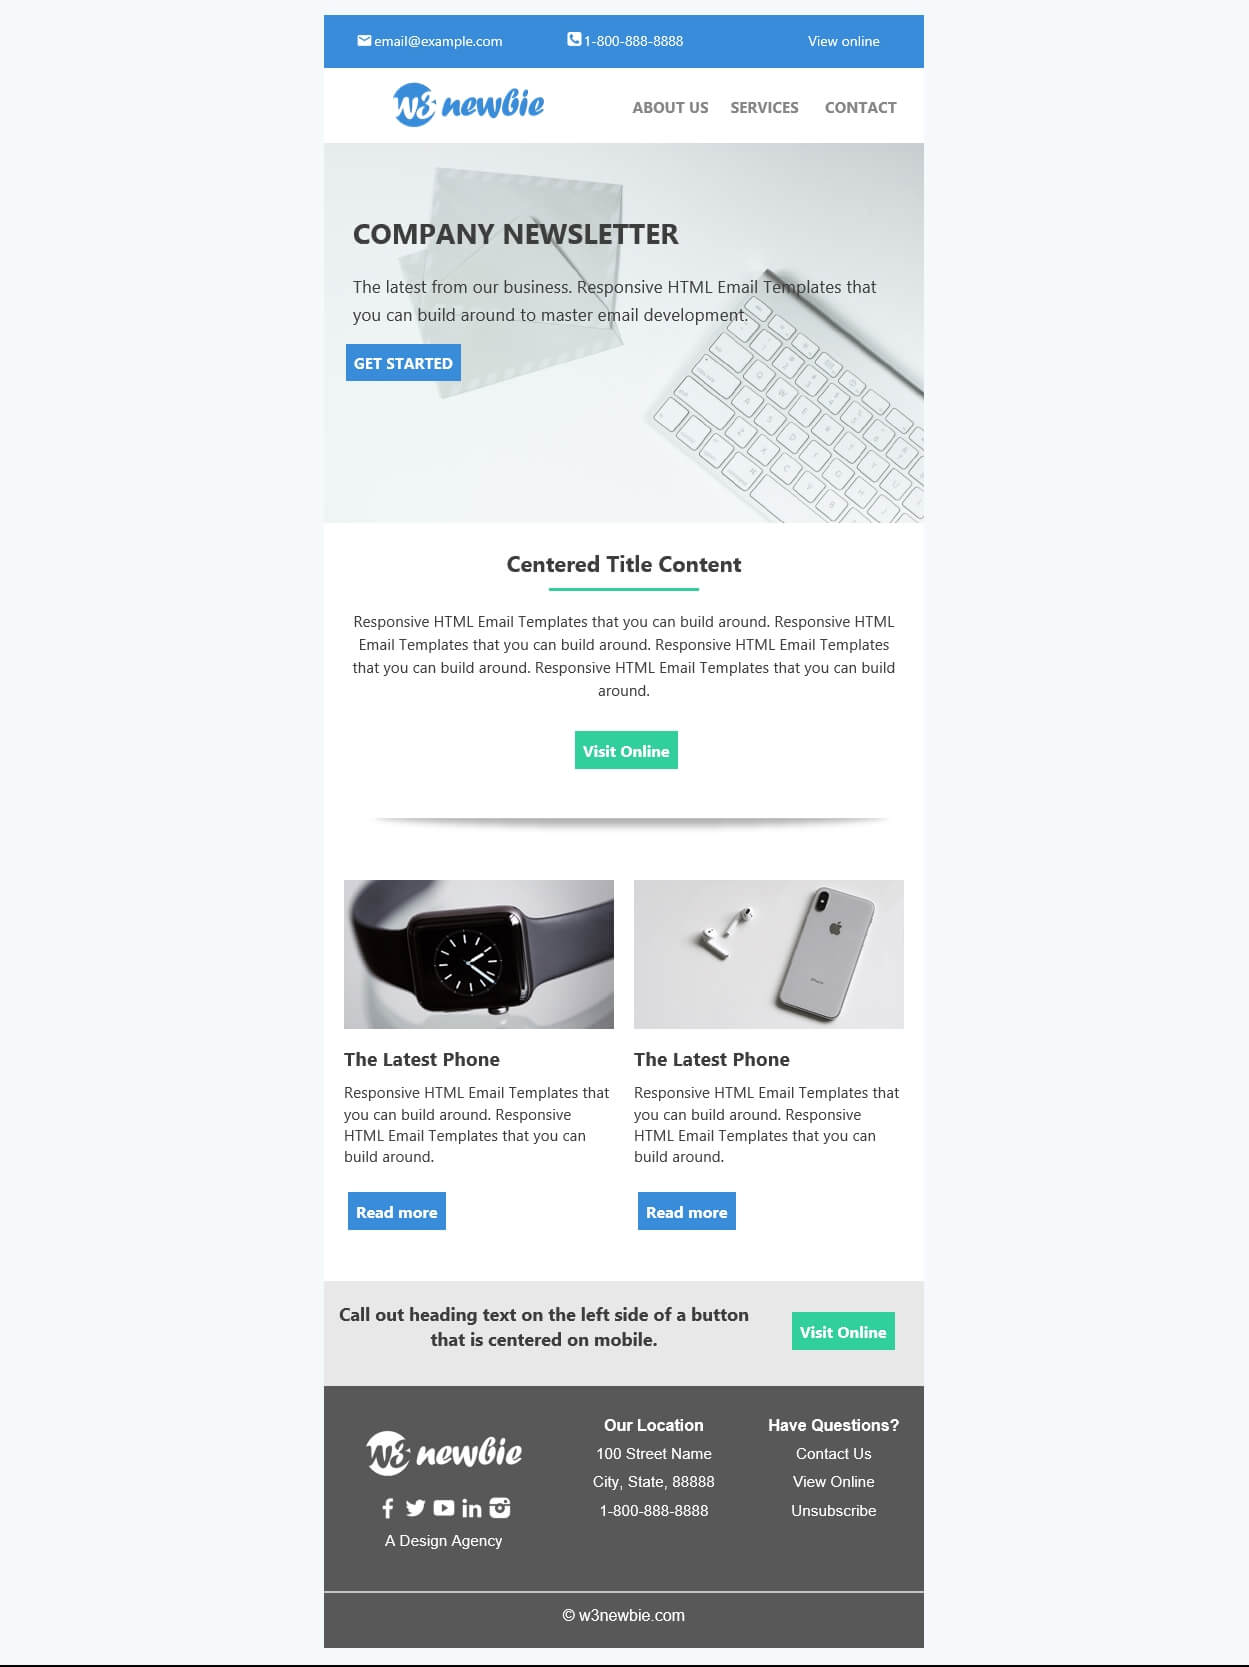 email@example.com
1-800-888-8888
View online
w3 newbie
ABOUT US
SERVICES
CONTACT
COMPANY NEWSLETTER
The latest from our business. Responsive HTML Email Templates that
you can build around to master email development.
GET STARTED
Centered Title Content
Responsive HTML Email Templates that you can build around. Responsive HTML
Email Templates that you can build around. Responsive HTML Email Templates
that you can build around. Responsive HTML Email Templates that you can build
around.
Visit Online
The Latest Phone
Responsive HTML Email Templates that
you can build around. Responsive
HTML Email Templates that you can
build around.
Read more
The Latest Phone
Responsive HTML Email Templates that
you can build around. Responsive
HTML Email Templates that you can
build around.
Read more
Call out heading text on the left side of a button
that is centered on mobile.
Visit Online
w3 newbie
A Design Agency
Our Location
100 Street Name
City, State, 88888
1-800-888-8888
Have Questions?
Contact Us
View Online
Unsubscribe
© w3newbie.com